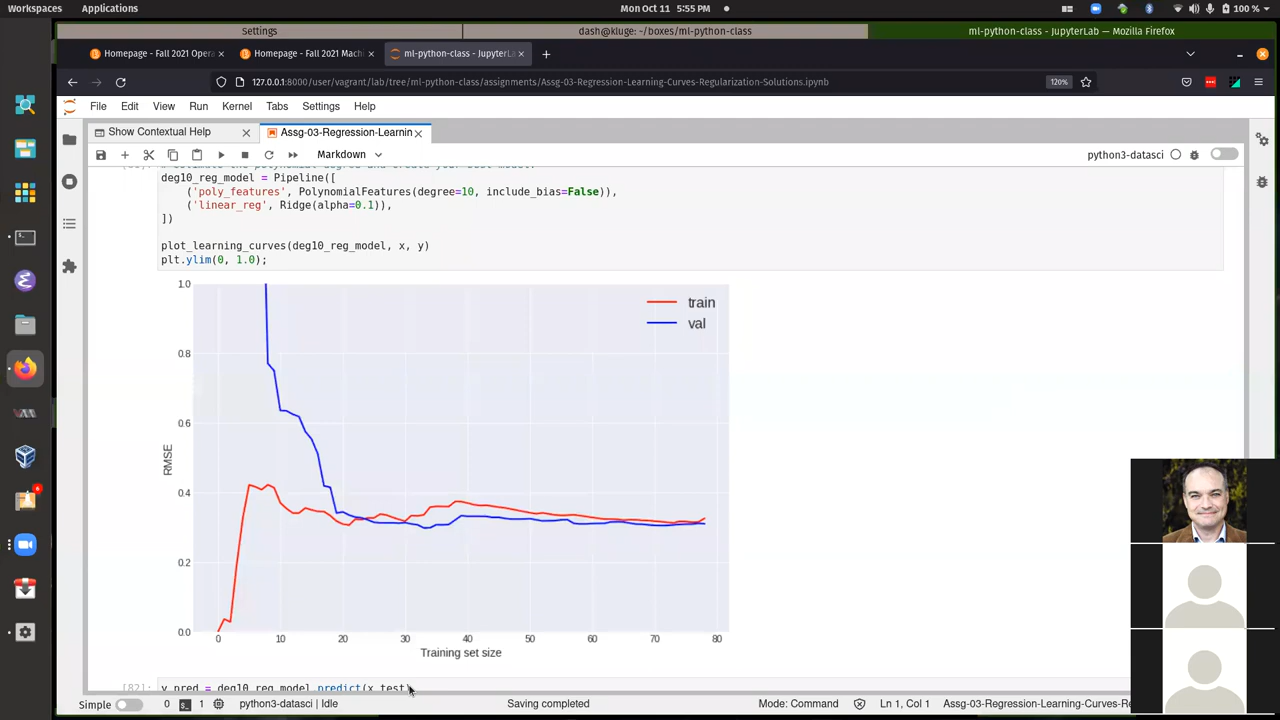 Workspaces Applications Mon Oct 11 5:55 PM 100 %
Settings dash@kluge: ~/boxes/ml-python-class ml-python-class - JupyterLab — Mozilla Firefox
Homepage - Fall 2021 Opera Homepage - Fall 2021 Machi ml-python-class - JupyterLa
127.0.0.1:8000/user/vagrant/lab/tree/ml-python-class/assignments/Assg-03-Regression-Learning-Curves-Regularization-Solutions.ipynb 120%
File Edit View Run Kernel Tabs Settings Help
Show Contextual Help Assg-03-Regression-Learnin
Markdown python3-datasci
deg10_reg_model = Pipeline([
('poly_features', PolynomialFeatures(degree=10, include_bias=False)),
('linear_reg', Ridge(alpha=0.1)),
])
plot_learning_curves(deg10_reg_model, x, y)
plt.ylim(0, 1.0);
1.0
train
val
0.8
0.6
RMSE
0.4
0.2
0.0
0 10 20 30 40 50 60 70 80
Training set size
[82]: y_pred = deg10_reg_model.predict(x_test)
Simple 0 1 python3-datasci | Idle Saving completed Mode: Command Ln 1, Col 1 Assg-03-Regression-Learning-Curves-Re